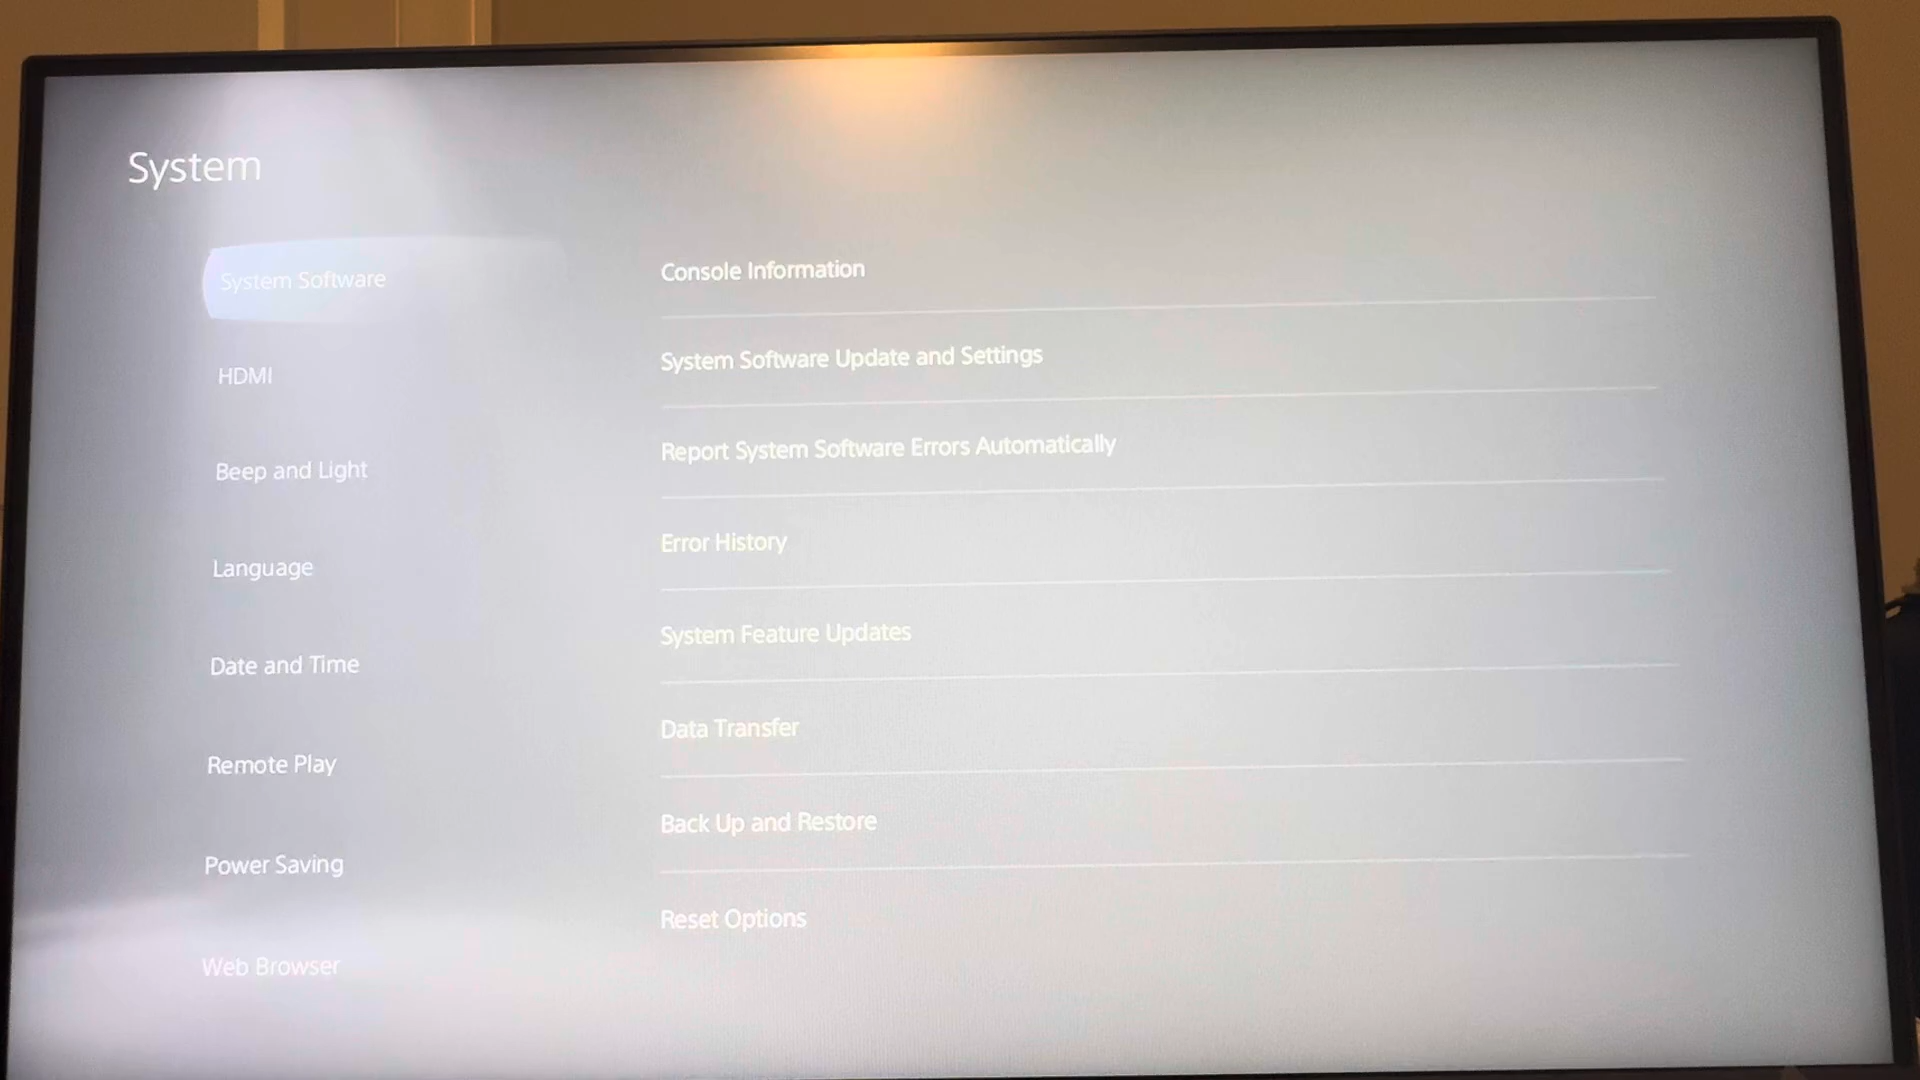 System
System Software
HDMI
Beep and Light
Language
Date and Time
Remote Play
Power Saving
Web Browser
Console Information
System Software Update and Settings
Report System Software Errors Automatically
Error History
System Feature Updates
Data Transfer
Back Up and Restore
Reset Options